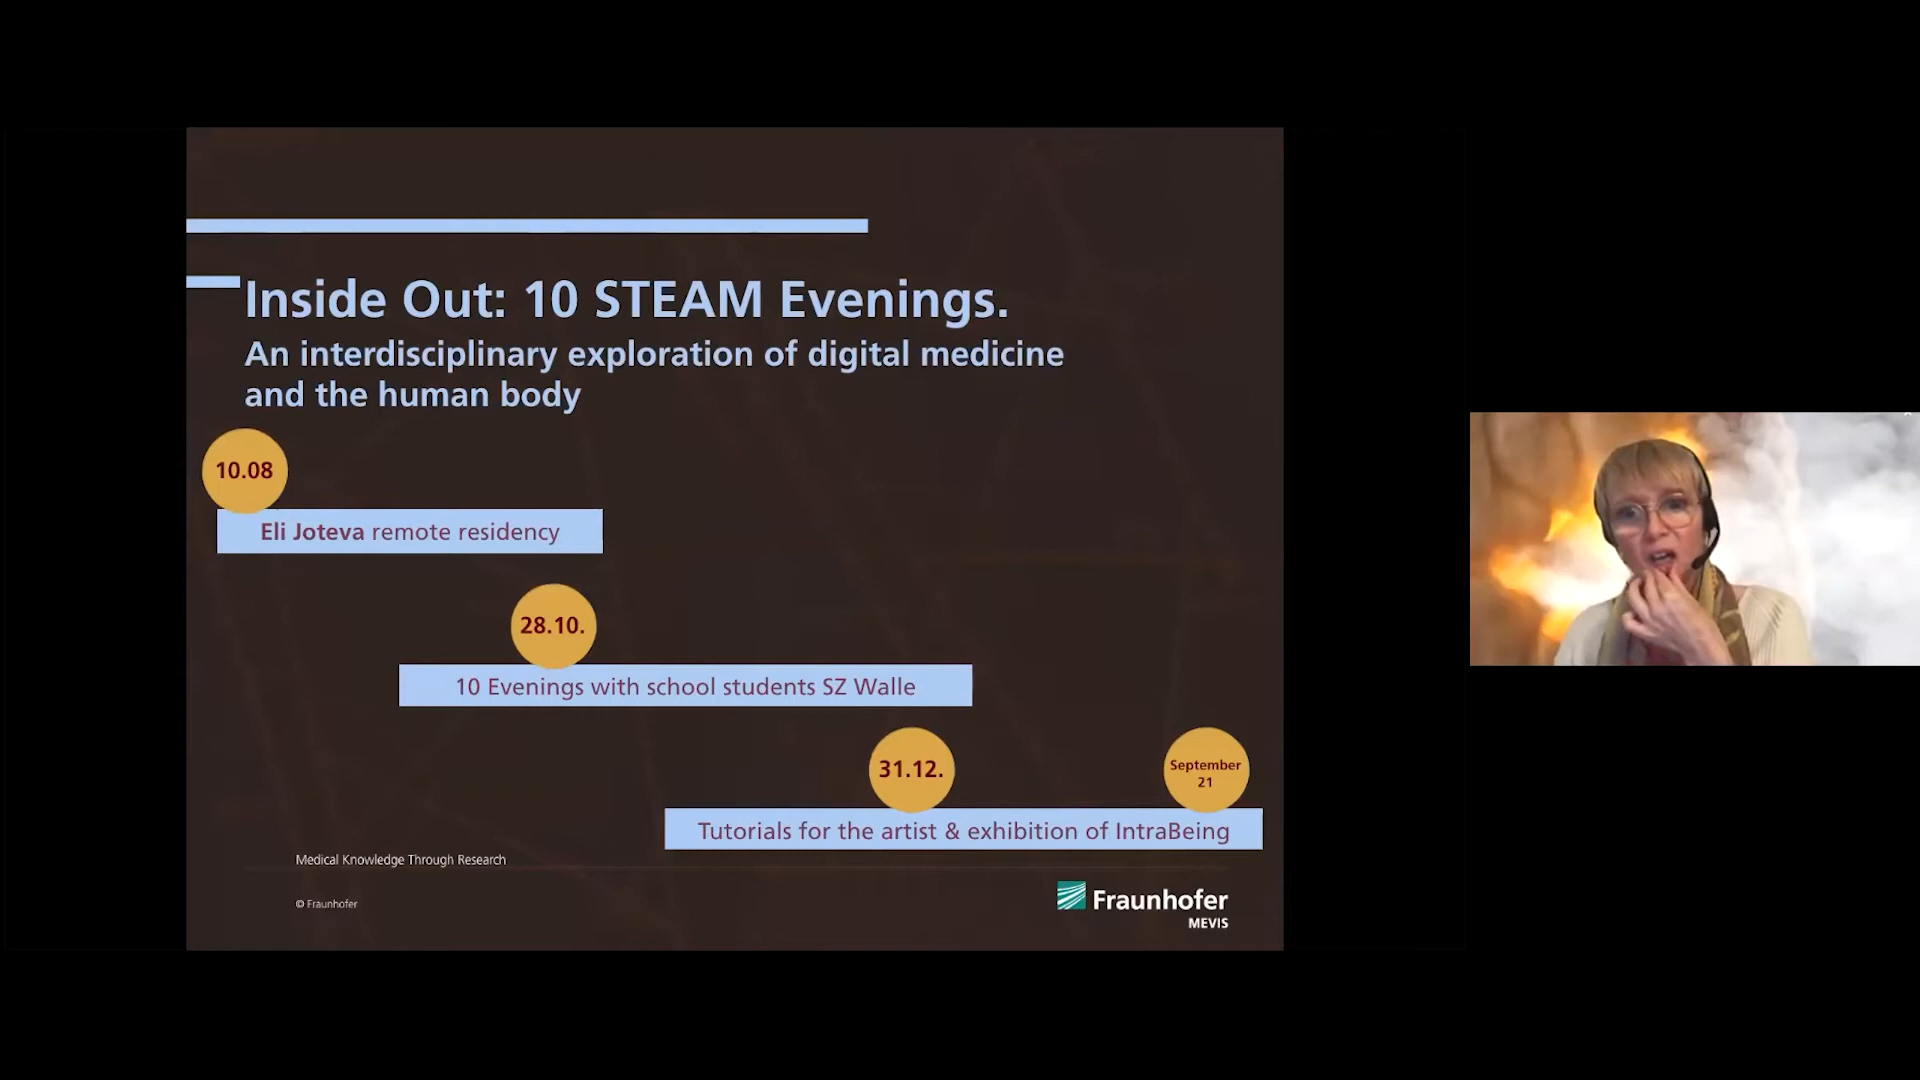 Inside Out: 10 STEAM Evenings.
An interdisciplinary exploration of digital medicine
and the human body
10.08
Eli Joteva remote residency
28.10.
10 Evenings with school students SZ Walle
31.12.
September
21
Tutorials for the artist & exhibition of IntraBeing
Medical Knowledge Through Research
© Fraunhofer
Fraunhofer
MEVIS